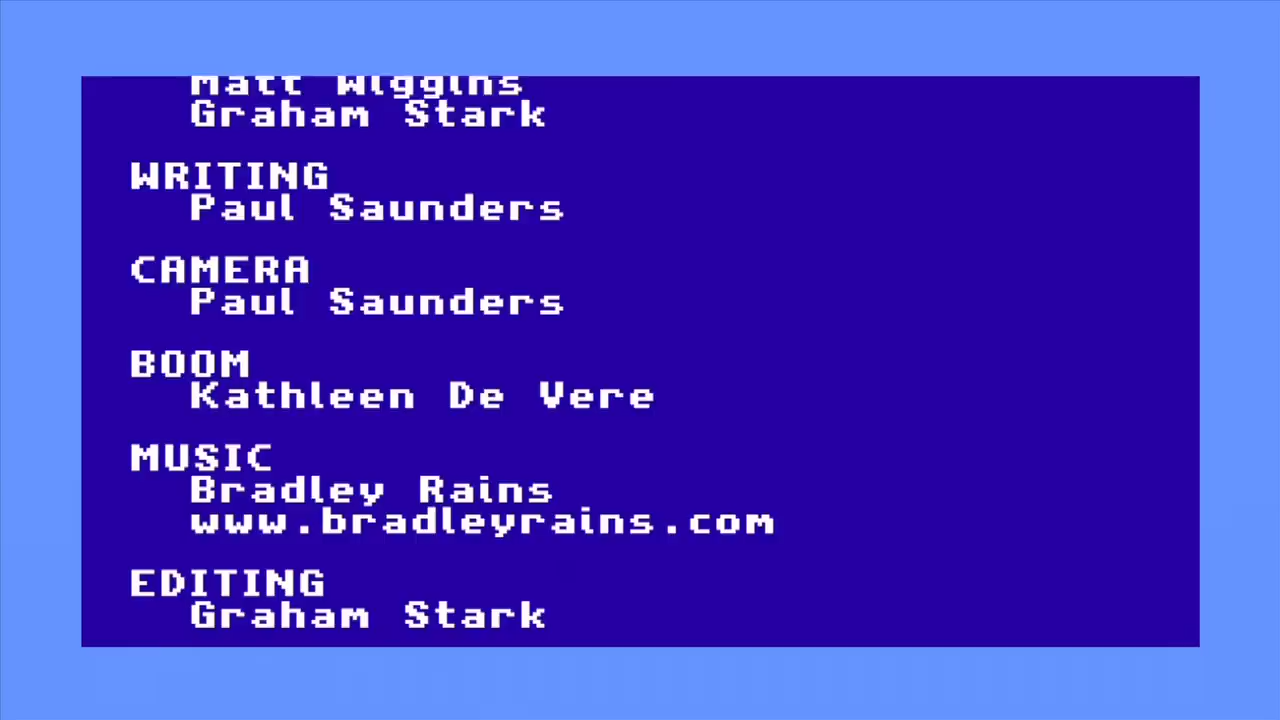 Matt Wiggins
Graham Stark
WRITING
Paul Saunders
CAMERA
Paul Saunders
BOOM
Kathleen De Vere
MUSIC
Bradley Rains
www.bradleyrains.com
EDITING
Graham Stark